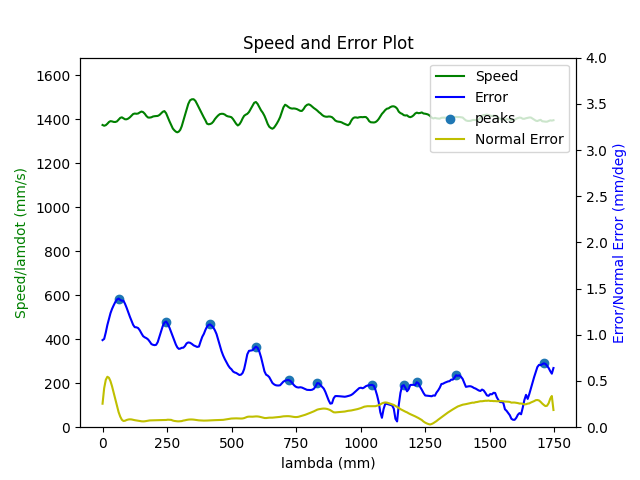 Speed and Error Plot
Speed
Error
peaks
Normal Error
1600
1400
1200
1000
800
600
400
200
0
Speed/lamdot (mm/s)
4.0
3.5
3.0
2.5
2.0
1.5
1.0
0.5
0.0
Error/Normal Error (mm/deg)
0 250 500 750 1000 1250 1500 1750
lambda (mm)